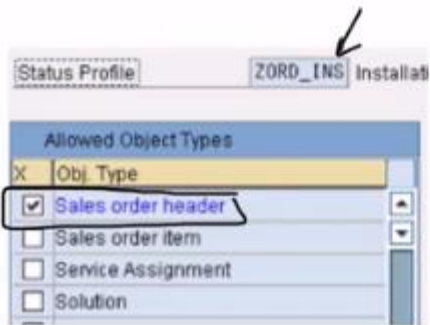 Status Profile ZORD_INS Installati
Allowed Object Types
X Obj. Type
Sales order header
Sales order item
Service Assignment
Solution